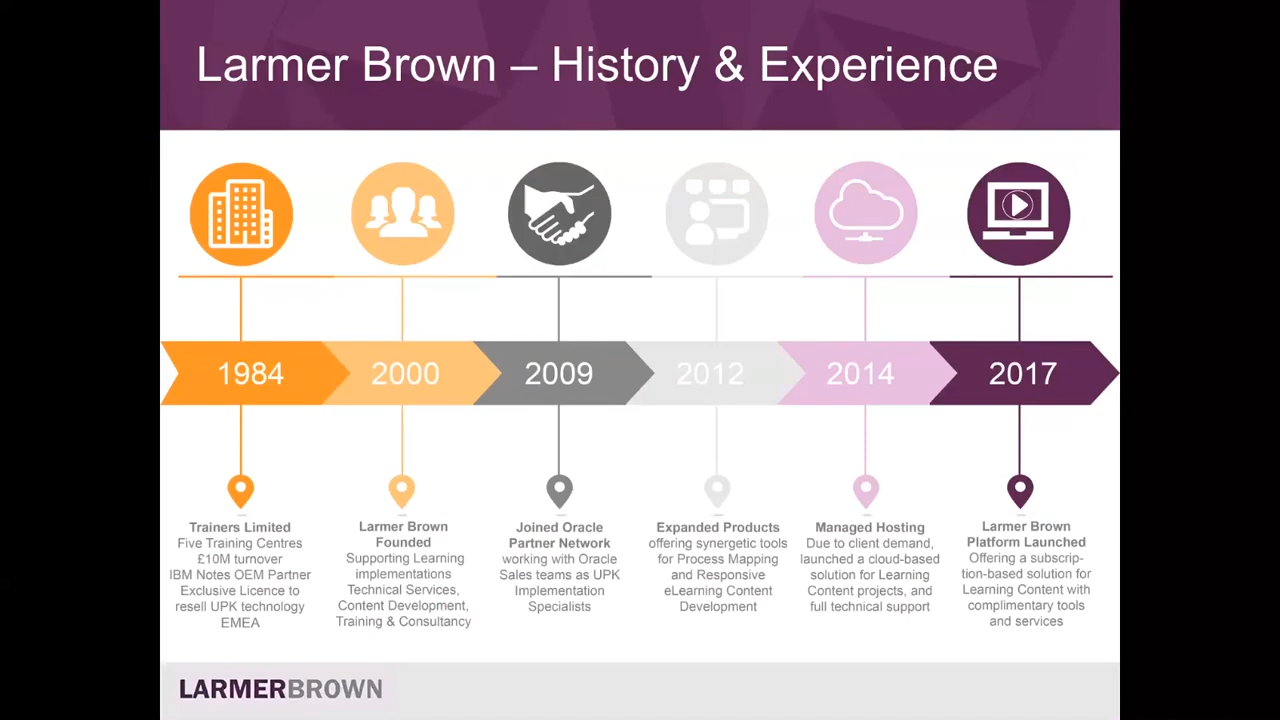 Larmer Brown – History & Experience
1984
2000
2009
2012
2014
2017
Trainers Limited
Five Training Centres
£10M turnover
IBM Notes OEM Partner
Exclusive Licence to
resell UPK technology
EMEA
Larmer Brown
Founded
Supporting Learning
implementations
Technical Services,
Content Development,
Training & Consultancy
Joined Oracle
Partner Network
working with Oracle
Sales teams as UPK
Implementation
Specialists
Expanded Products
offering synergetic tools
for Process Mapping
and Responsive
eLearning Content
Development
Managed Hosting
Due to client demand,
launched a cloud-based
solution for Learning
Content projects, and
full technical support
Larmer Brown
Platform Launched
Offering a subscrip-
tion-based solution for
Learning Content with
complimentary tools
and services
LARMERBROWN